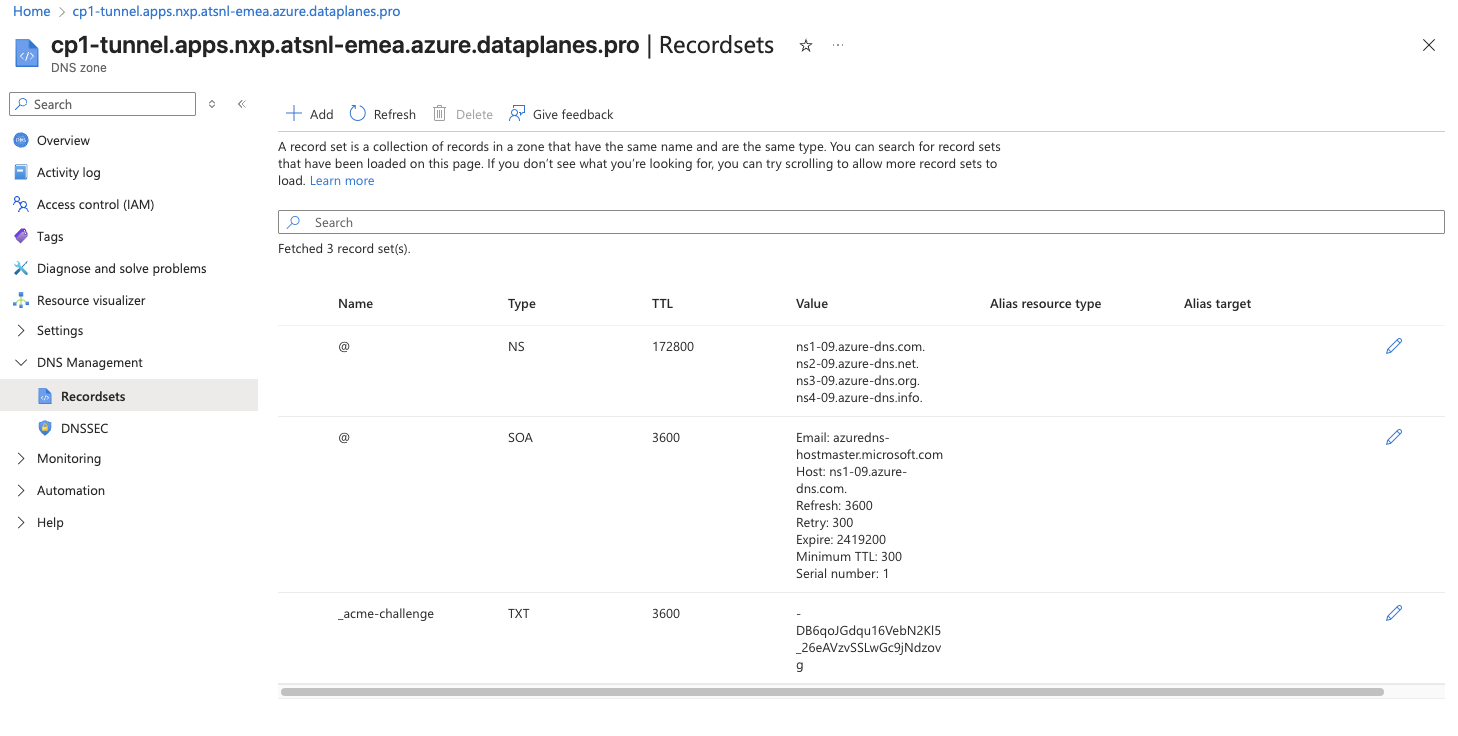 Home > cp1-tunnel.apps.nxp.atsnl-emea.azure.dataplanes.pro
cp1-tunnel.apps.nxp.atsnl-emea.azure.dataplanes.pro | Recordsets
DNS zone
Search
Overview
Activity log
Access control (IAM)
Tags
Diagnose and solve problems
Resource visualizer
Settings
DNS Management
Recordsets
DNSSEC
Monitoring
Automation
Help
Add Refresh Delete Give feedback
A record set is a collection of records in a zone that have the same name and are the same type. You can search for record sets
that have been loaded on this page. If you don't see what you're looking for, you can try scrolling to allow more record sets to
load. Learn more
Search
Fetched 3 record set(s).
Name Type TTL Value Alias resource type Alias target
@ NS 172800 ns1-09.azure-dns.com.
ns2-09.azure-dns.net.
ns3-09.azure-dns.org.
ns4-09.azure-dns.info.
@ SOA 3600 Email: azuredns-
hostmaster.microsoft.com
Host: ns1-09.azure-
dns.com.
Refresh: 3600
Retry: 300
Expire: 2419200
Minimum TTL: 300
Serial number: 1
_acme-challenge TXT 3600 -
DB6qoJGdqu16VebN2Kl5
_26eAVzvSSLwGc9jNdzov
g